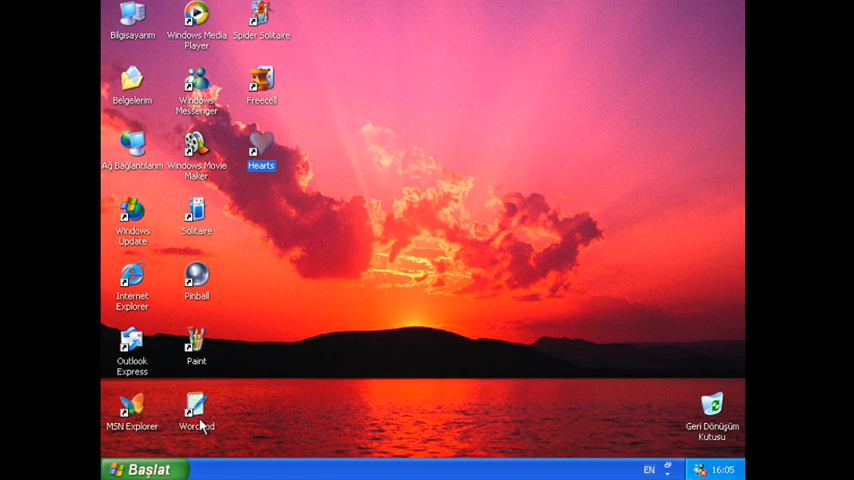 Bilgisayarım
Windows Media
Player
Spider Solitaire
Belgelerim
Windows
Messenger
Freecell
Ağ Bağlantılarım
Windows Movie
Maker
Hearts
Windows
Update
Solitaire
Internet
Explorer
Pinball
Outlook
Express
Paint
MSN Explorer
Wordpad
Geri Dönüşüm
Kutusu
Başlat
EN
16:05